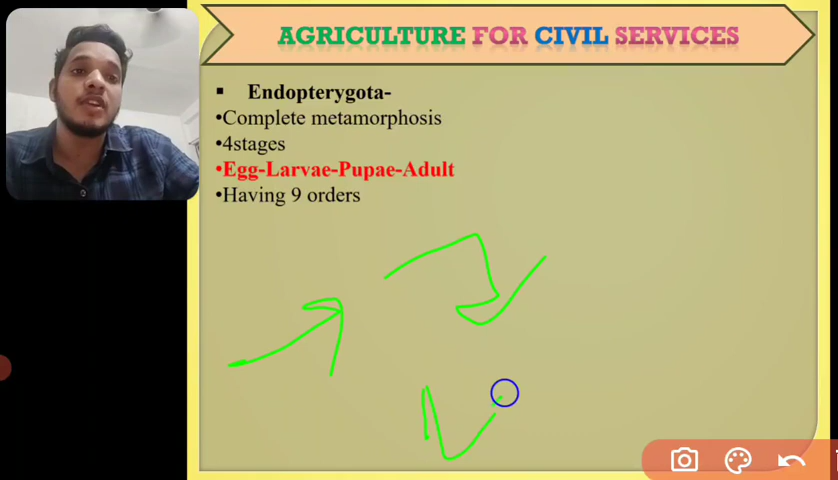 AGRICULTURE FOR CIVIL SERVICES
▪ Endopterygota-
•Complete metamorphosis
•4stages
•Egg-Larvae-Pupae-Adult
•Having 9 orders